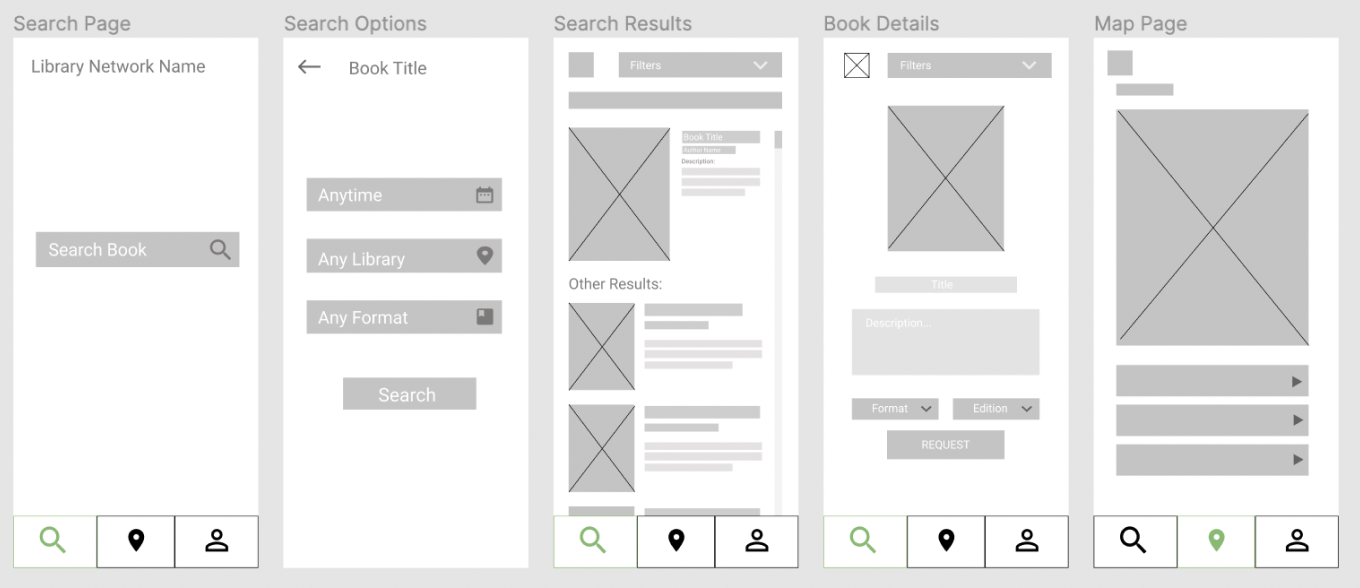 Search Page
Library Network Name
Search Book
Search Options
Book Title
Anytime
Any Library
Any Format
Search
Search Results
Filters
Book Title
Author Name
Description:
Other Results:
Book Details
Filters
Title
Description...
Format
Edition
REQUEST
Map Page